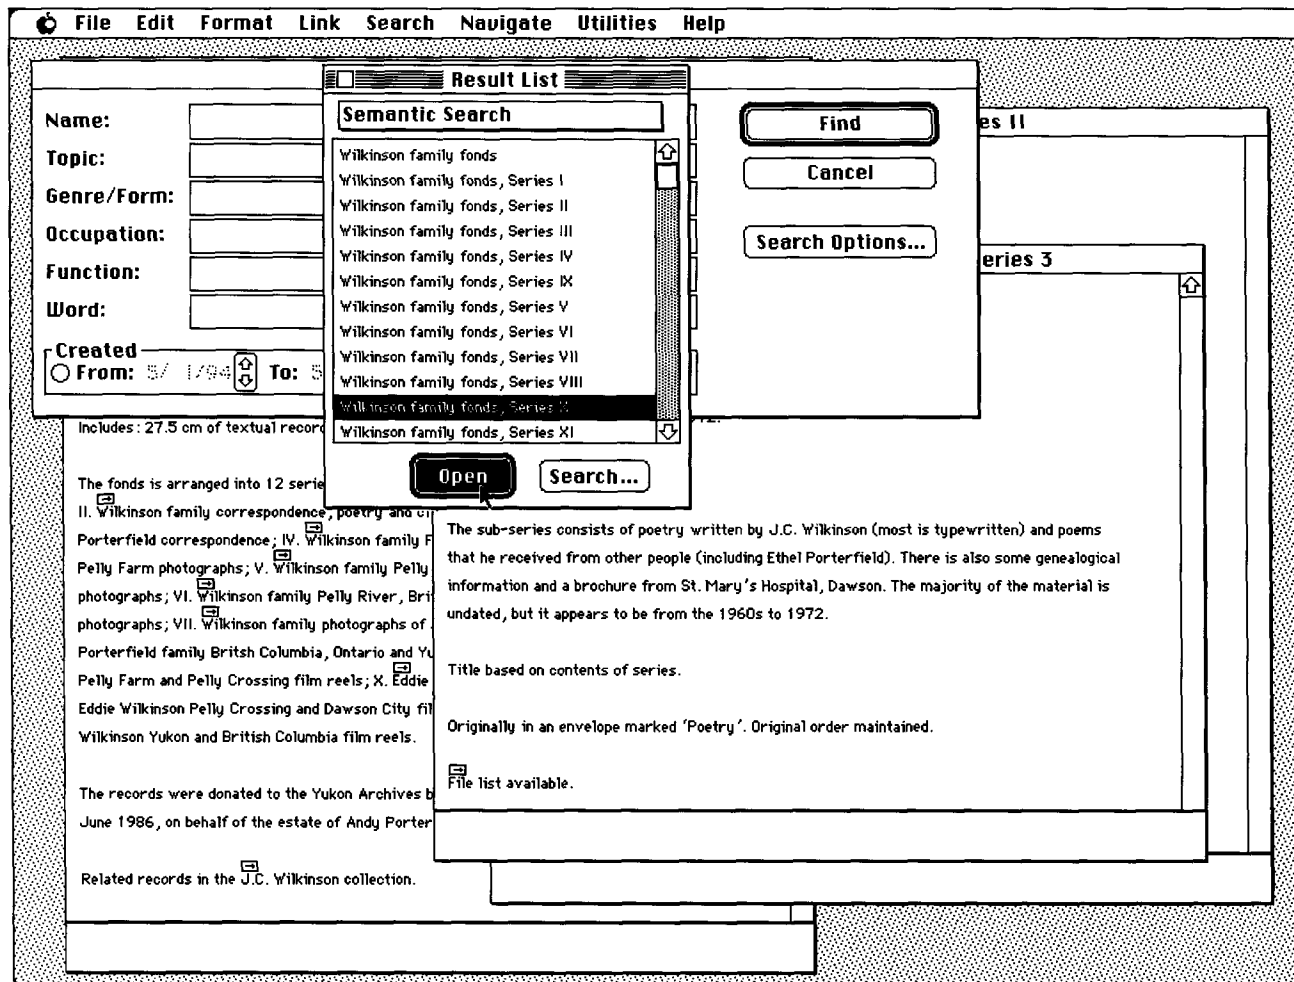 File Edit Format Link Search Navigate Utilities Help
Result List
Semantic Search
Wilkinson family fonds
Wilkinson family fonds, Series I
Wilkinson family fonds, Series II
Wilkinson family fonds, Series III
Wilkinson family fonds, Series IV
Wilkinson family fonds, Series IX
Wilkinson family fonds, Series V
Wilkinson family fonds, Series VI
Wilkinson family fonds, Series VII
Wilkinson family fonds, Series VIII
Wilkinson family fonds, Series X
Wilkinson family fonds, Series XI
Open Search...
Name:
Topic:
Genre/Form:
Occupation:
Function:
Word:
Created
From: 5/ 1/94 To: 5
Find
Cancel
Search Options...
es II
eries 3
Includes: 27.5 cm of textual recor
The fonds is arranged into 12 serie
II. Wilkinson family correspondence, poetry and cl
Porterfield correspondence; IV. Wilkinson family F
Pelly Farm photographs; V. Wilkinson family Pelly
photographs; VI. Wilkinson family Pelly River, Brit
photographs; VII. Wilkinson family photographs of
Porterfield family Britsh Columbia, Ontario and Yu
Pelly Farm and Pelly Crossing film reels; X. Eddie
Eddie Wilkinson Pelly Crossing and Dawson City fil
Wilkinson Yukon and British Columbia film reels.
The records were donated to the Yukon Archives b
June 1986, on behalf of the estate of Andy Porter
Related records in the J.C. Wilkinson collection.
The sub-series consists of poetry written by J.C. Wilkinson (most is typewritten) and poems
that he received from other people (including Ethel Porterfield). There is also some genealogical
information and a brochure from St. Mary's Hospital, Dawson. The majority of the material is
undated, but it appears to be from the 1960s to 1972.
Title based on contents of series.
Originally in an envelope marked 'Poetry'. Original order maintained.
File list available.